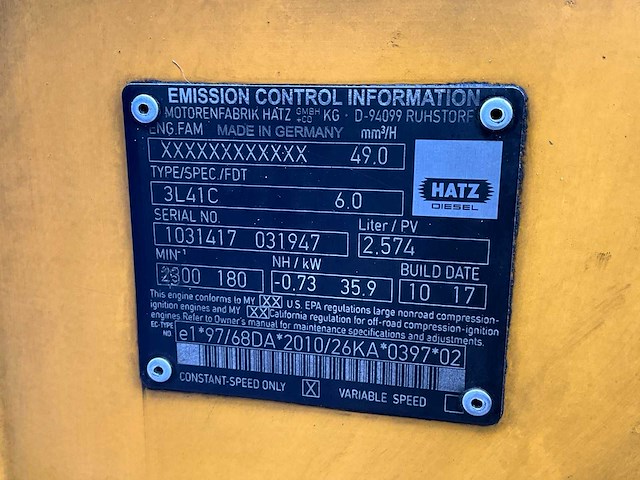 EMISSION CONTROL INFORMATION
MOTORENFABRIK HATZ GMBH +CO KG · D-94099 RUHSTORF
ENG.FAM MADE IN GERMANY mm³/H
XXXXXXXXXXXX 49.0
TYPE/SPEC./FDT
3L41C 6.0
HATZ
DIESEL
SERIAL NO. Liter / PV
1031417 031947 2.574
MIN⁻¹ NH / kW BUILD DATE
2300 180 -0.73 35.9 10 17
This engine conforms to MY XX U.S. EPA regulations large nonroad compression-
ignition engines and MY XX California regulation for off-road compression-ignition
engines Refer to Owner's manual for maintenance specifications and adjustments.
EC-TYPE
NO. e1*97/68DA*2010/26KA*0397*02
CONSTANT-SPEED ONLY X VARIABLE SPEED